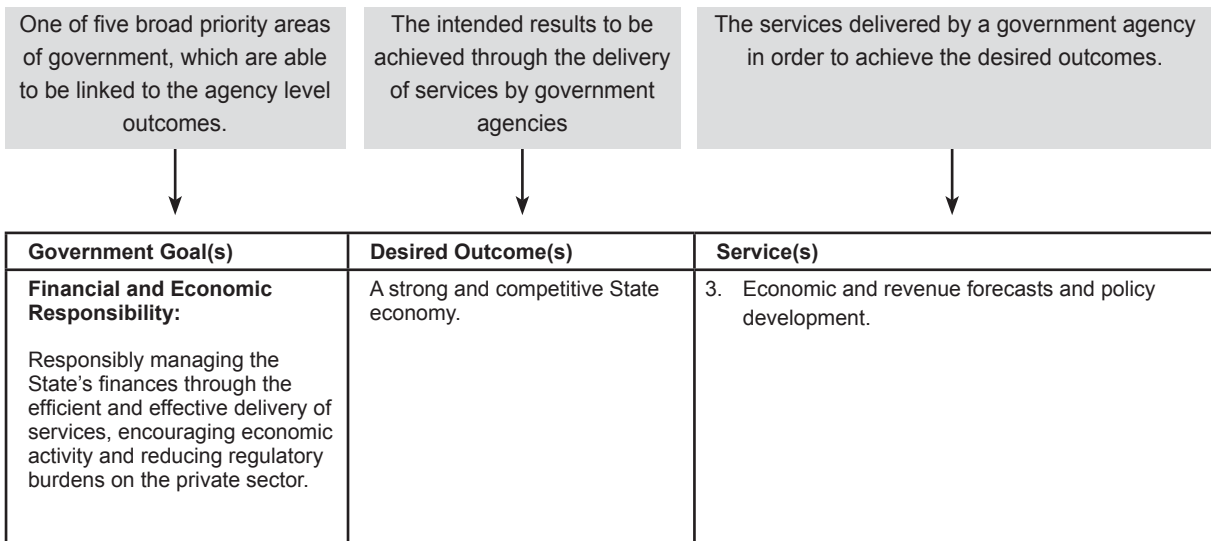 One of five broad priority areas
of government, which are able
to be linked to the agency level
outcomes.
The intended results to be
achieved through the delivery
of services by government
agencies
The services delivered by a government agency
in order to achieve the desired outcomes.
Government Goal(s)
Desired Outcome(s)
Service(s)
Financial and Economic
Responsibility:
Responsibly managing the
State’s finances through the
efficient and effective delivery of
services, encouraging economic
activity and reducing regulatory
burdens on the private sector.
A strong and competitive State
economy.
3. Economic and revenue forecasts and policy
development.